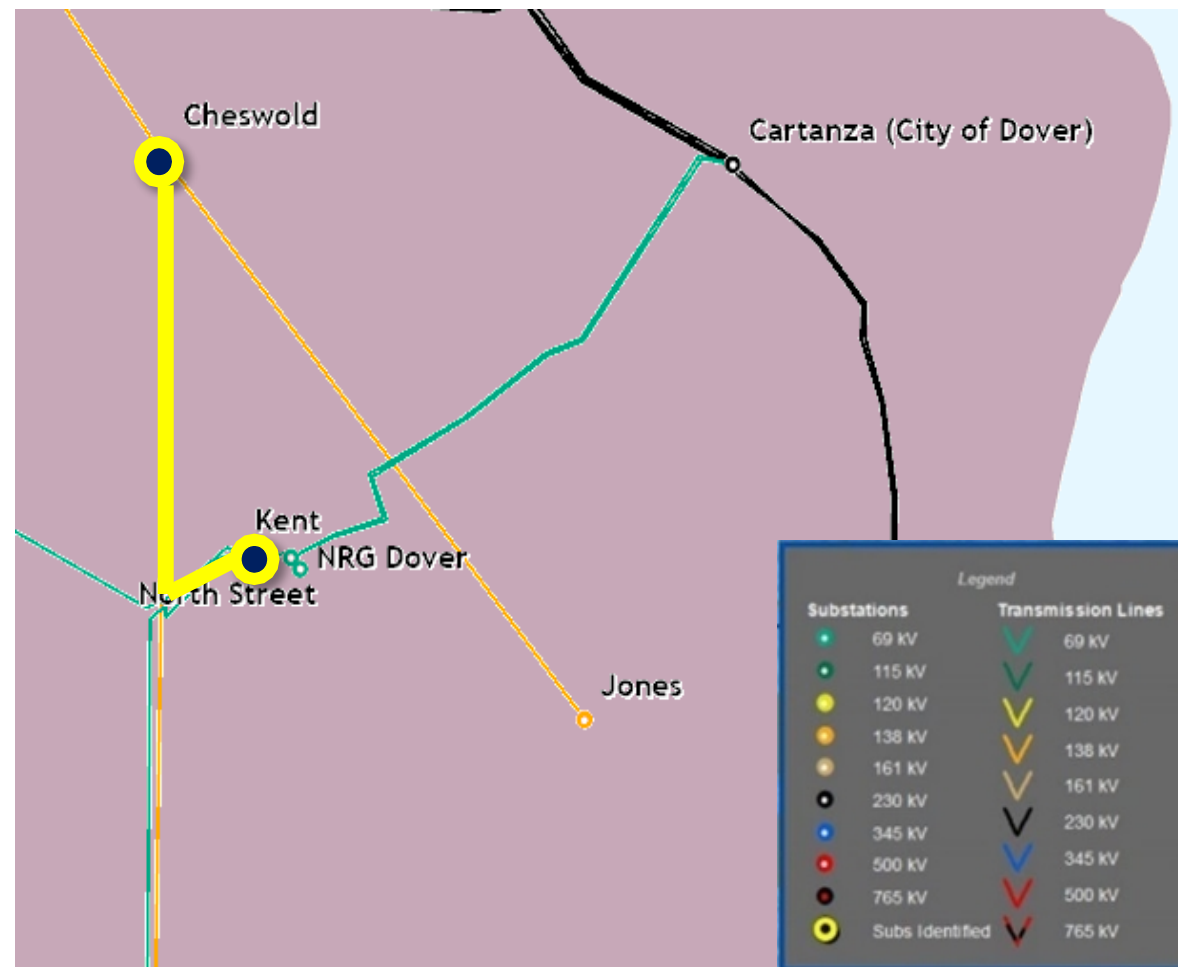 Cheswold
Cartanza (City of Dover)
Kent
NRG Dover
North Street
Jones
Legend
Substations
69 kV
115 kV
120 kV
138 kV
161 kV
230 kV
345 kV
500 kV
765 kV
Subs Identified
Transmission Lines
69 kV
115 kV
120 kV
138 kV
161 kV
230 kV
345 kV
500 kV
765 kV